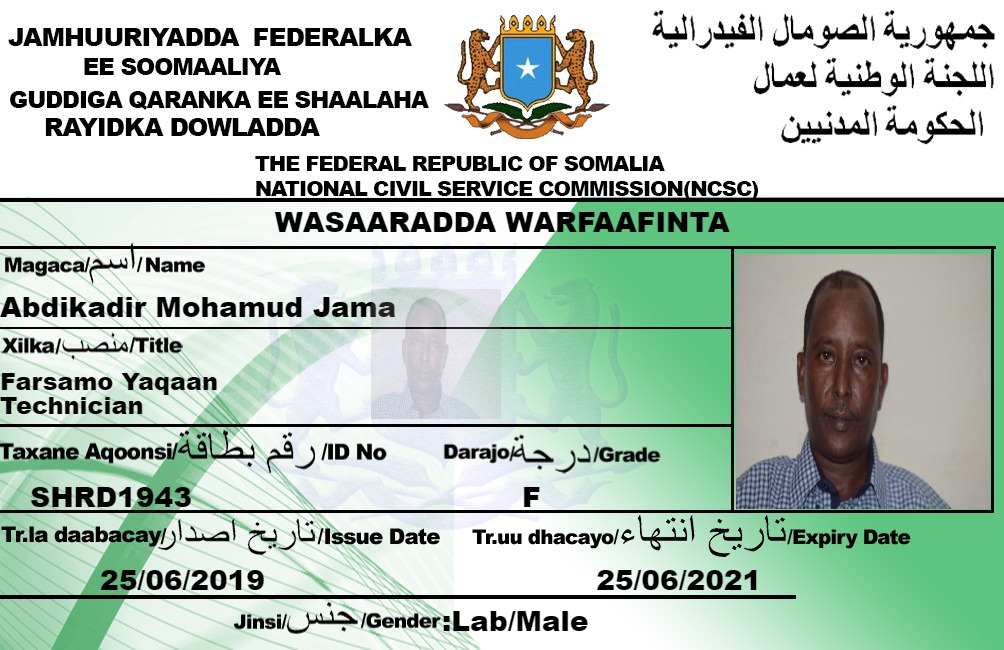 JAMHUURIYADDA FEDERALKA
EE SOOMAALIYA
GUDDIGA QARANKA EE SHAALAHA
RAYIDKA DOWLADDA
جمهورية الصومال الفيدرالية
اللجنة الوطنية لعمال
الحكومة المدنيين
THE FEDERAL REPUBLIC OF SOMALIA
NATIONAL CIVIL SERVICE COMMISSION(NCSC)
WASAARADDA WARFAAFINTA
Magaca/اسم/Name
Abdikadir Mohamud Jama
Xilka/منصب/Title
Farsamo Yaqaan
Technician
Taxane Aqoonsi/رقم بطاقة/ID No
SHRD1943
Darajo/درجة/Grade
F
Tr.la daabacay/تاريخ اصدار/Issue Date
25/06/2019
Tr.uu dhacayo/تاريخ انتهاء/Expiry Date
25/06/2021
Jinsi/جنس/Gender:Lab/Male